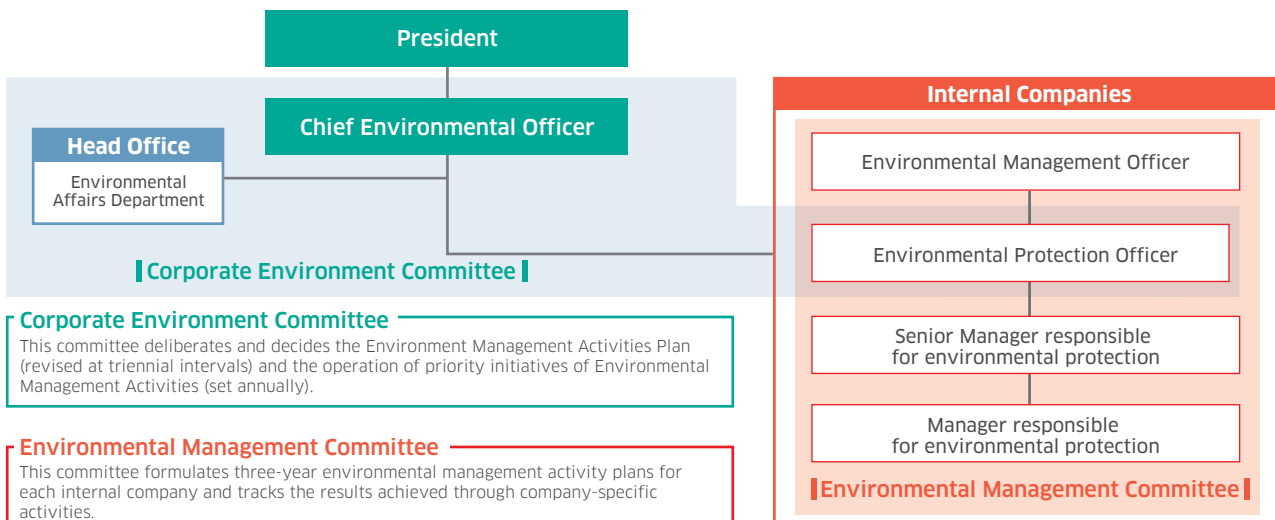 President
Chief Environmental Officer
Head Office
Environmental
Affairs Department
Corporate Environment Committee
Internal Companies
Environmental Management Officer
Environmental Protection Officer
Senior Manager responsible
for environmental protection
Manager responsible
for environmental protection
Environmental Management Committee
Corporate Environment Committee
This committee deliberates and decides the Environment Management Activities Plan
(revised at triennial intervals) and the operation of priority initiatives of Environmental
Management Activities (set annually).
Environmental Management Committee
This committee formulates three-year environmental management activity plans for
each internal company and tracks the results achieved through company-specific
activities.